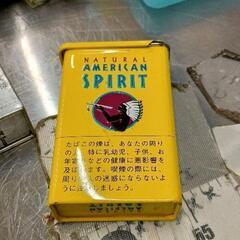 NATURAL
AMERICAN
SPIRIT
たばこの煙は、あなたの周り
の人、特に乳幼児、子供、お
年寄りなどの健康に悪影響を
及ぼします。喫煙の際には、
周りの人の迷惑にならないよう
に注意しましょう。
SPIRIT
65